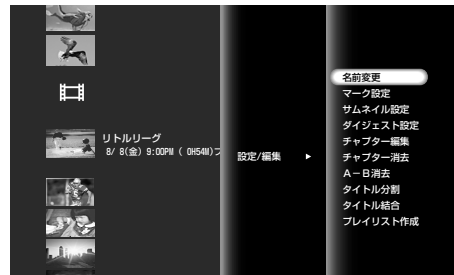 リトルリーグ
8/ 8(金) 9:00PM ( 0H54M)フ
設定/編集 ▶
名前変更
マーク設定
サムネイル設定
ダイジェスト設定
チャプター編集
チャプター消去
A－B消去
タイトル分割
タイトル結合
プレイリスト作成